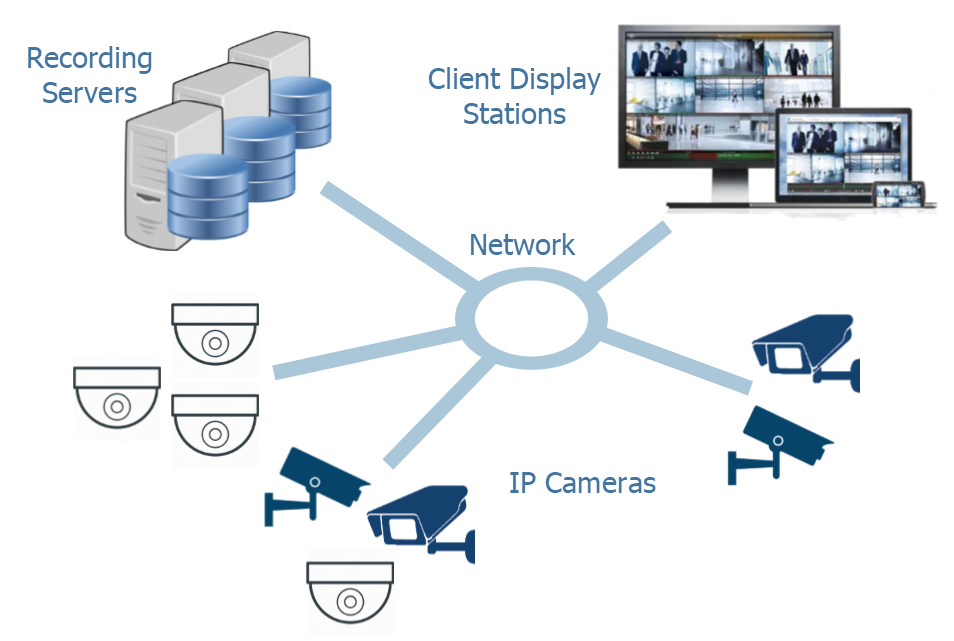 Recording
Servers
Client Display
Stations
Network
IP Cameras